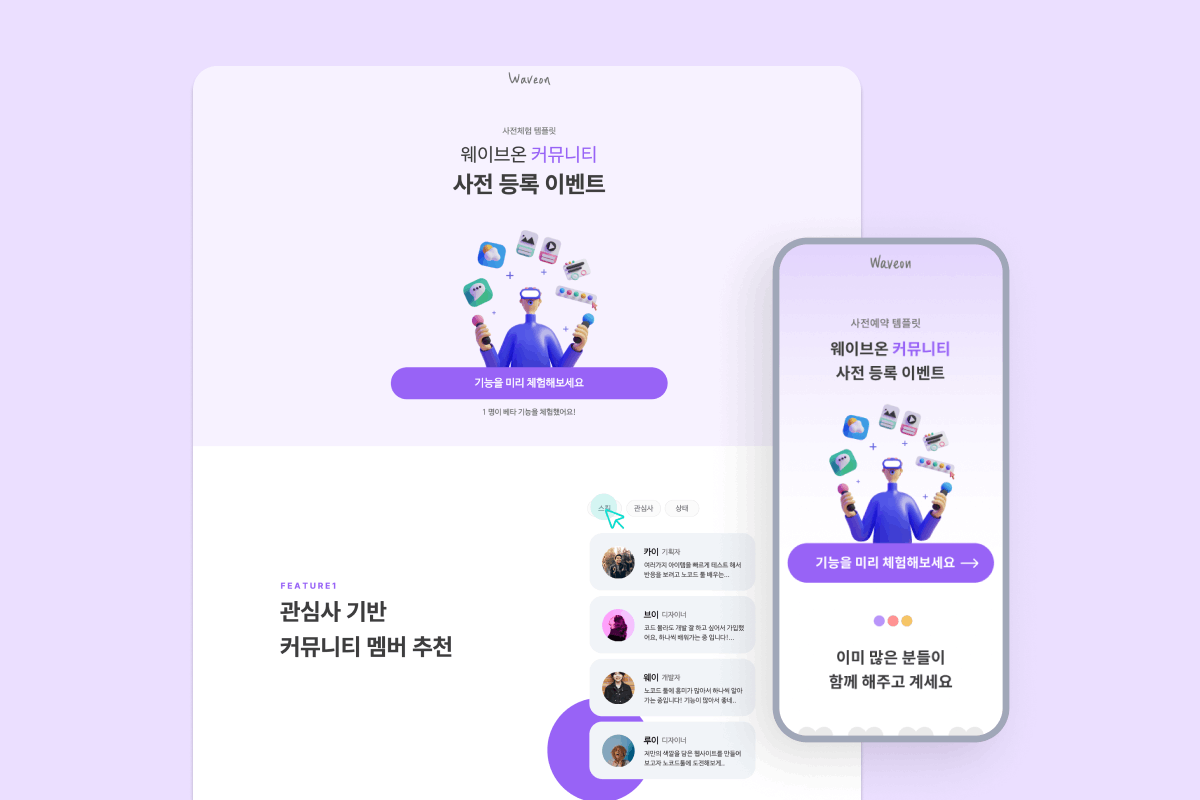 Waveon
사전체험 템플릿
웨이브온 커뮤니티
사전 등록 이벤트
기능을 미리 체험해보세요
1 명이 베타 기능을 체험했어요!
FEATURE1
관심사 기반
커뮤니티 멤버 추천
관심사
상태
카이 기획자
여러가지 아이템을 빠르게 테스트 해서
반응을 보려고 노코드 툴 배우는...
브이 디자이너
코드 몰라도 개발 잘 하고 싶어서 가입했
어요, 하나씩 배워가는 중 입니다!...
웨이 개발자
노코드 툴에 흥미가 많아서 하나씩 알아
가는 중입니다! 기능이 많아서 좋네..
루이 디자이너
저만의 색깔을 담은 웹사이트를 만들어
보고자 노코드툴에 도전해보게..
Waveon
사전예약 템플릿
웨이브온 커뮤니티
사전 등록 이벤트
기능을 미리 체험해보세요 →
이미 많은 분들이
함께 해주고 계세요